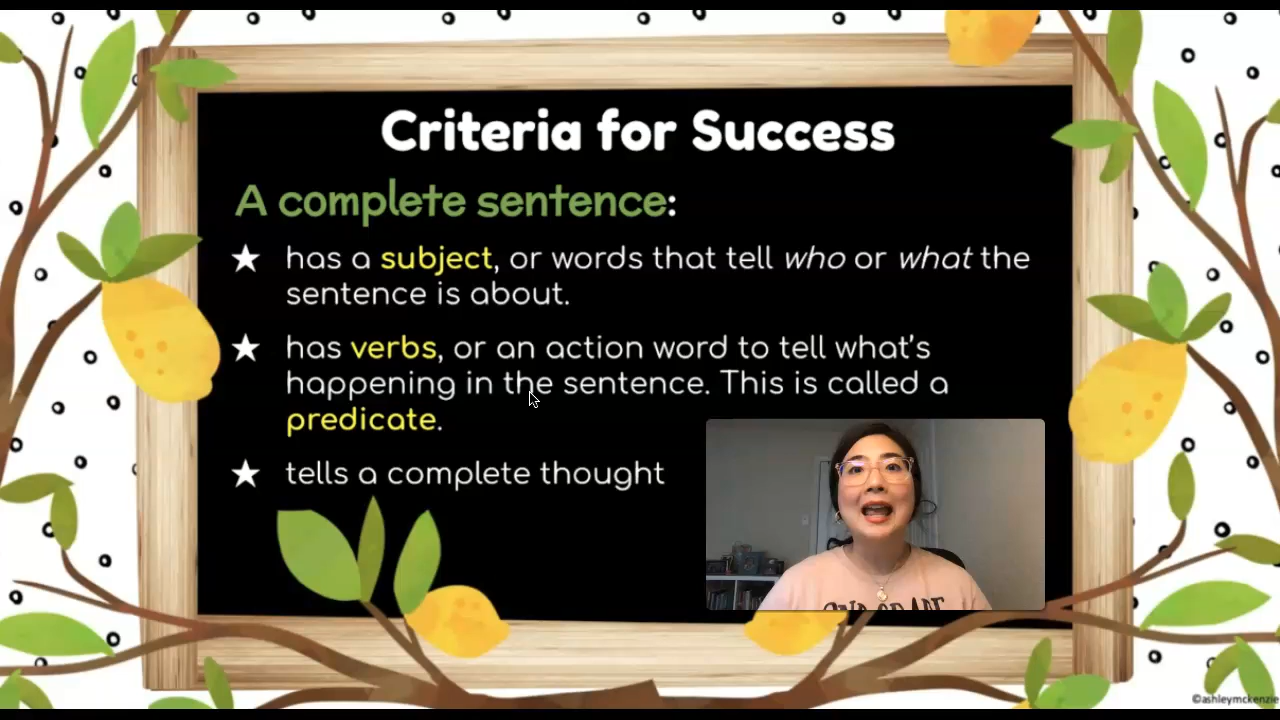 Criteria for Success
A complete sentence:
has a subject, or words that tell who or what the
sentence is about.
has verbs, or an action word to tell what's
happening in the sentence. This is called a
predicate.
tells a complete thought
2ND GRADE
©ashleymckenzie